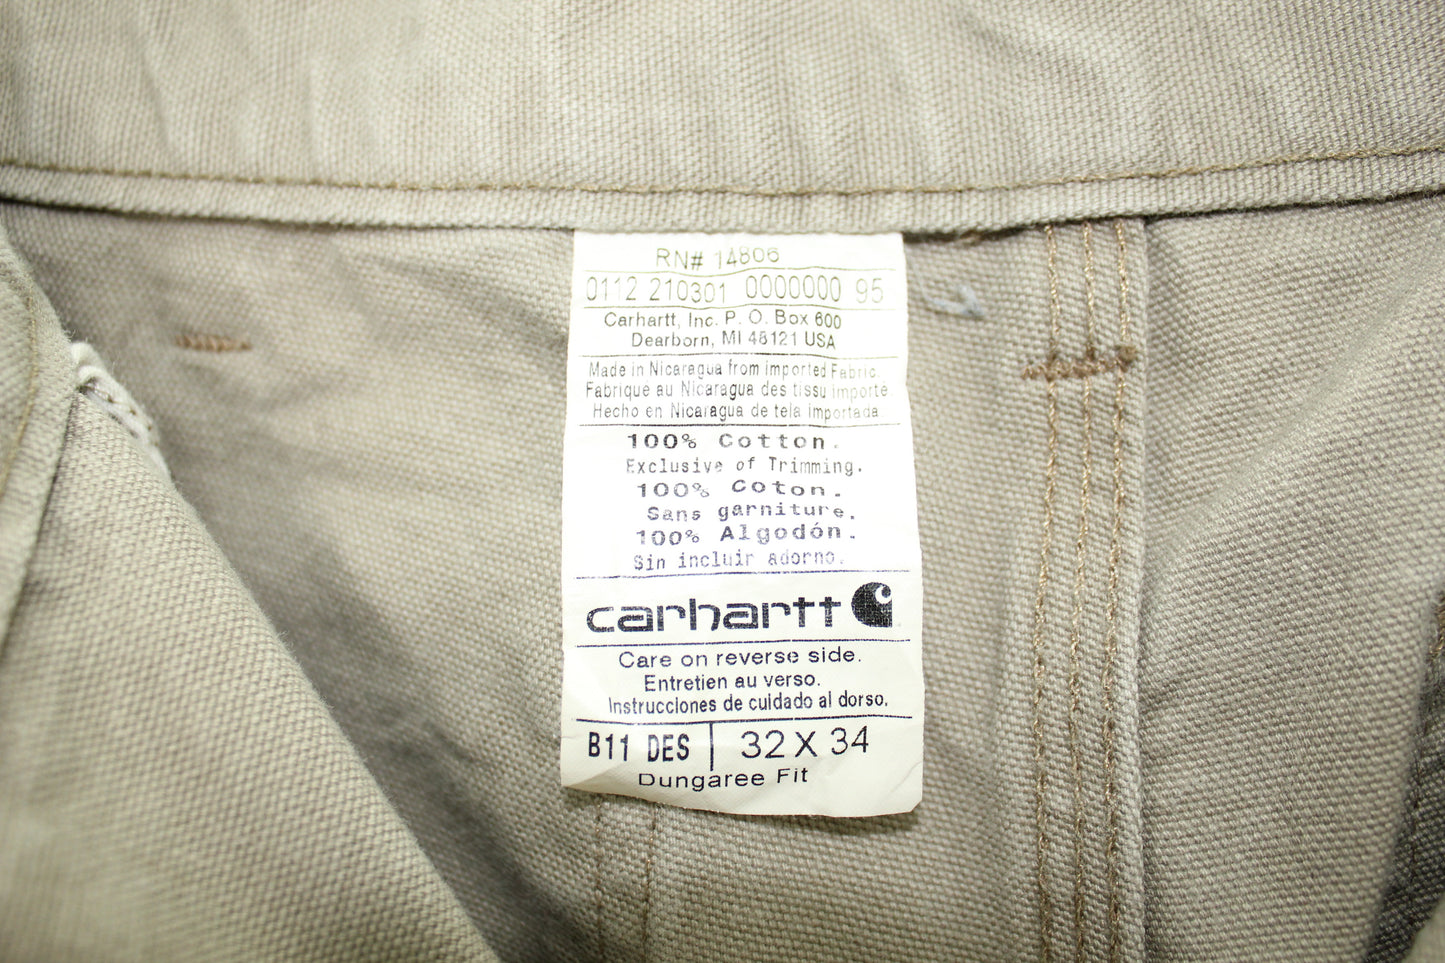 RN# 14806
0112 210301 0000000 95
Carhartt, Inc. P. O. Box 600
Dearborn, MI 48121 USA
Made in Nicaragua from imported Fabric.
Fabriqué au Nicaragua des tissu importé.
Hecho en Nicaragua de tela importada.
100% Cotton.
Exclusive of Trimming.
100% Coton.
Sans garniture.
100% Algodón.
Sin incluir adorno.
carhartt
Care on reverse side.
Entretien au verso.
Instrucciones de cuidado al dorso.
B11 DES | 32 X 34
Dungaree Fit